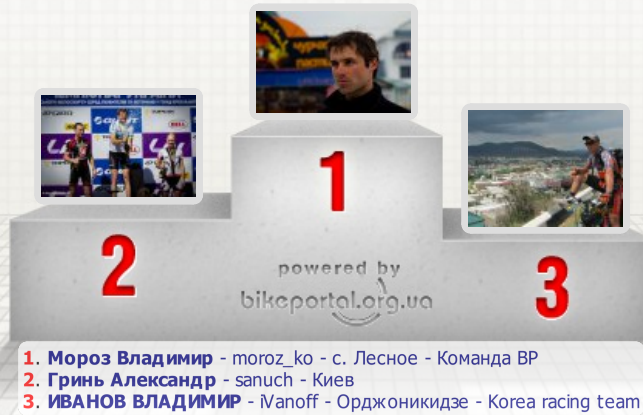 1
2
3
powered by
bikeportal.org.ua
1. Мороз Владимир - moroz_ko - с. Лесное - Команда ВР
2. Гринь Александр - sanuch - Киев
3. ИВАНОВ ВЛАДИМИР - iVanoff - Орджоникидзе - Korea racing team